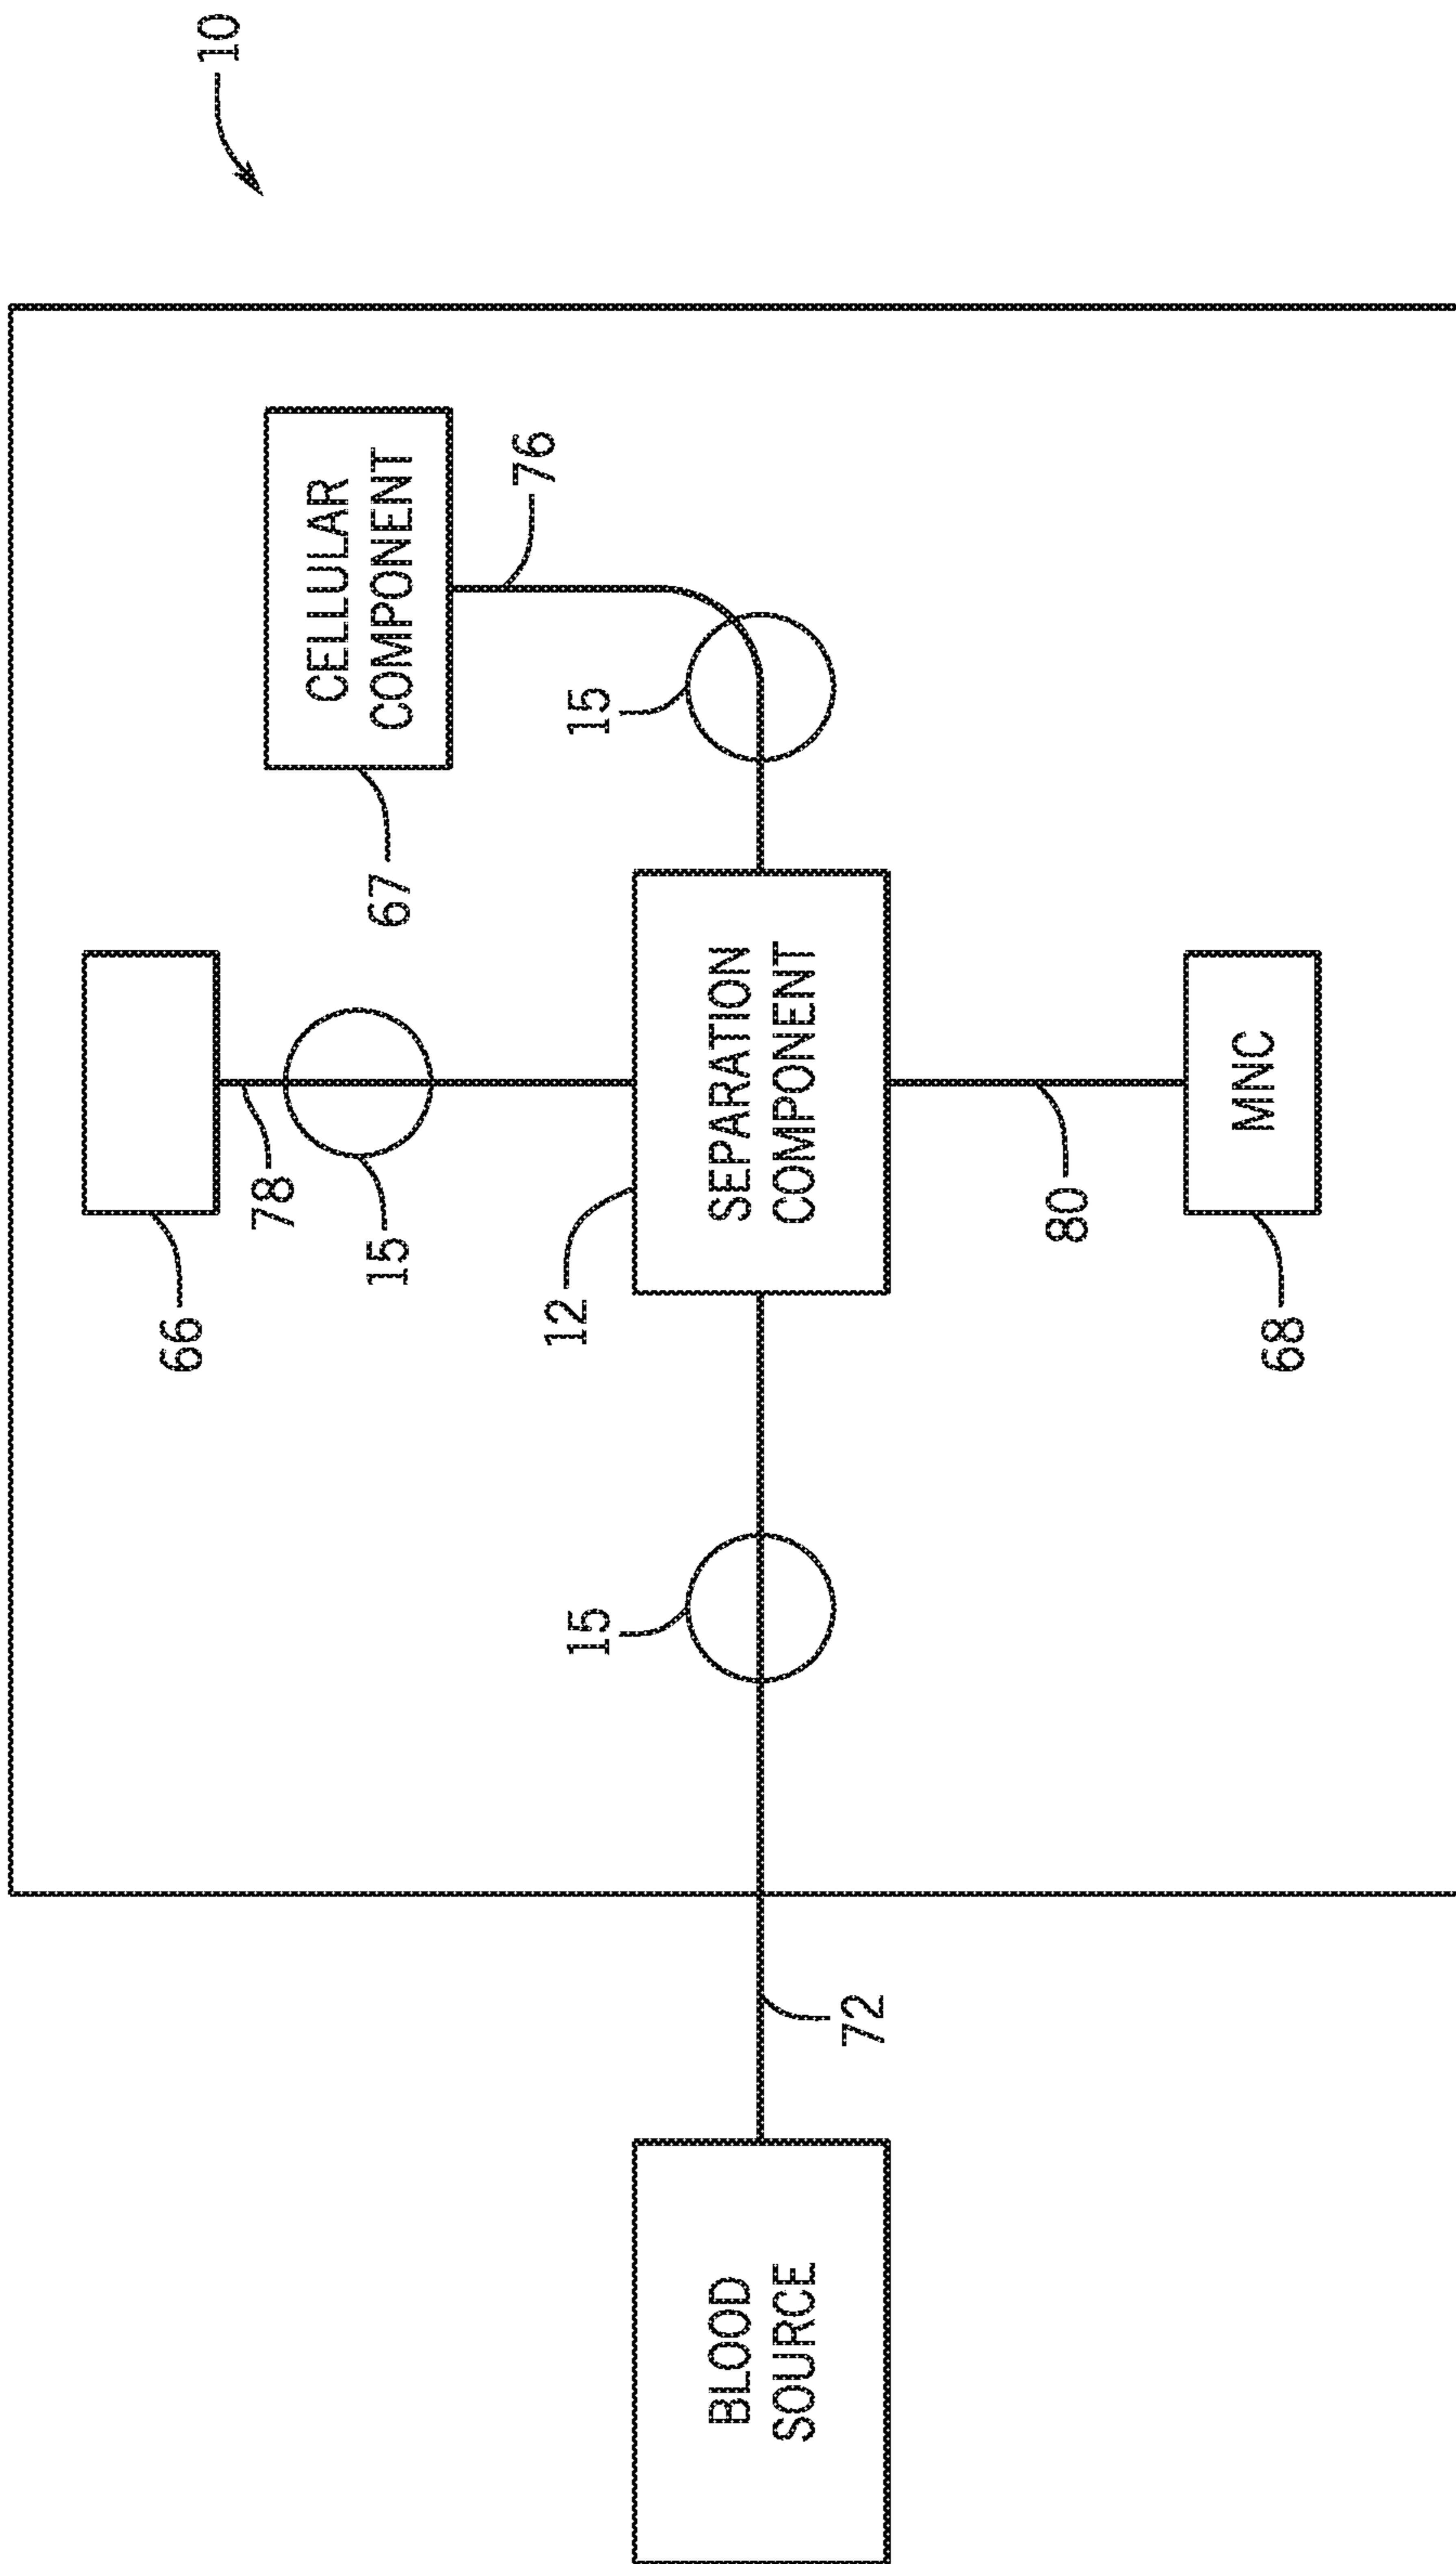 10
66
78
CELLULAR
COMPONENT
15
67
76
12
15
15
BLOOD
SOURCE
SEPARATION
COMPONENT
72
80
MNC
68